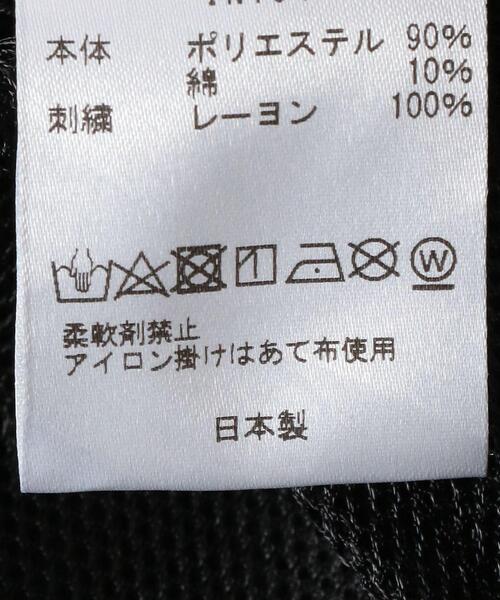 本体 ポリエステル 90%
綿 10%
刺繍 レーヨン 100%
W
柔軟剤禁止
アイロン掛けはあて布使用
日本製